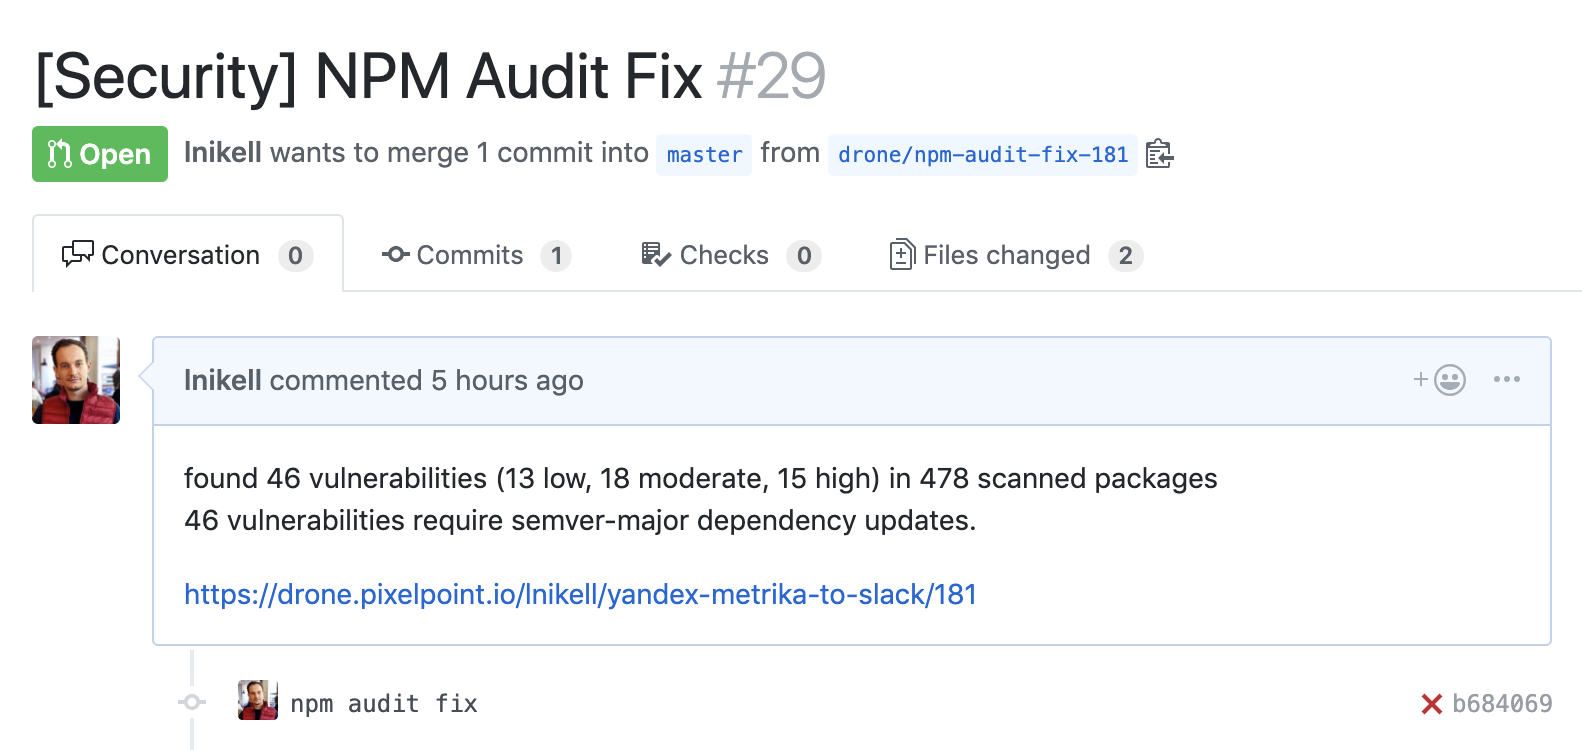 [Security] NPM Audit Fix #29
Open lnikell wants to merge 1 commit into master from drone/npm-audit-fix-181
Conversation 0 Commits 1 Checks 0 Files changed 2
lnikell commented 5 hours ago
found 46 vulnerabilities (13 low, 18 moderate, 15 high) in 478 scanned packages
46 vulnerabilities require semver-major dependency updates.
https://drone.pixelpoint.io/lnikell/yandex-metrika-to-slack/181
npm audit fix b684069